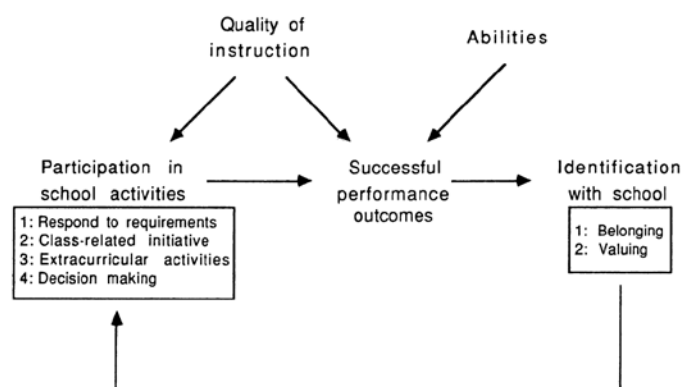 Quality of
instruction
Abilities
Participation in
school activities
1: Respond to requirements
2: Class-related initiative
3: Extracurricular activities
4: Decision making
Successful
performance
outcomes
Identification
with school
1: Belonging
2: Valuing